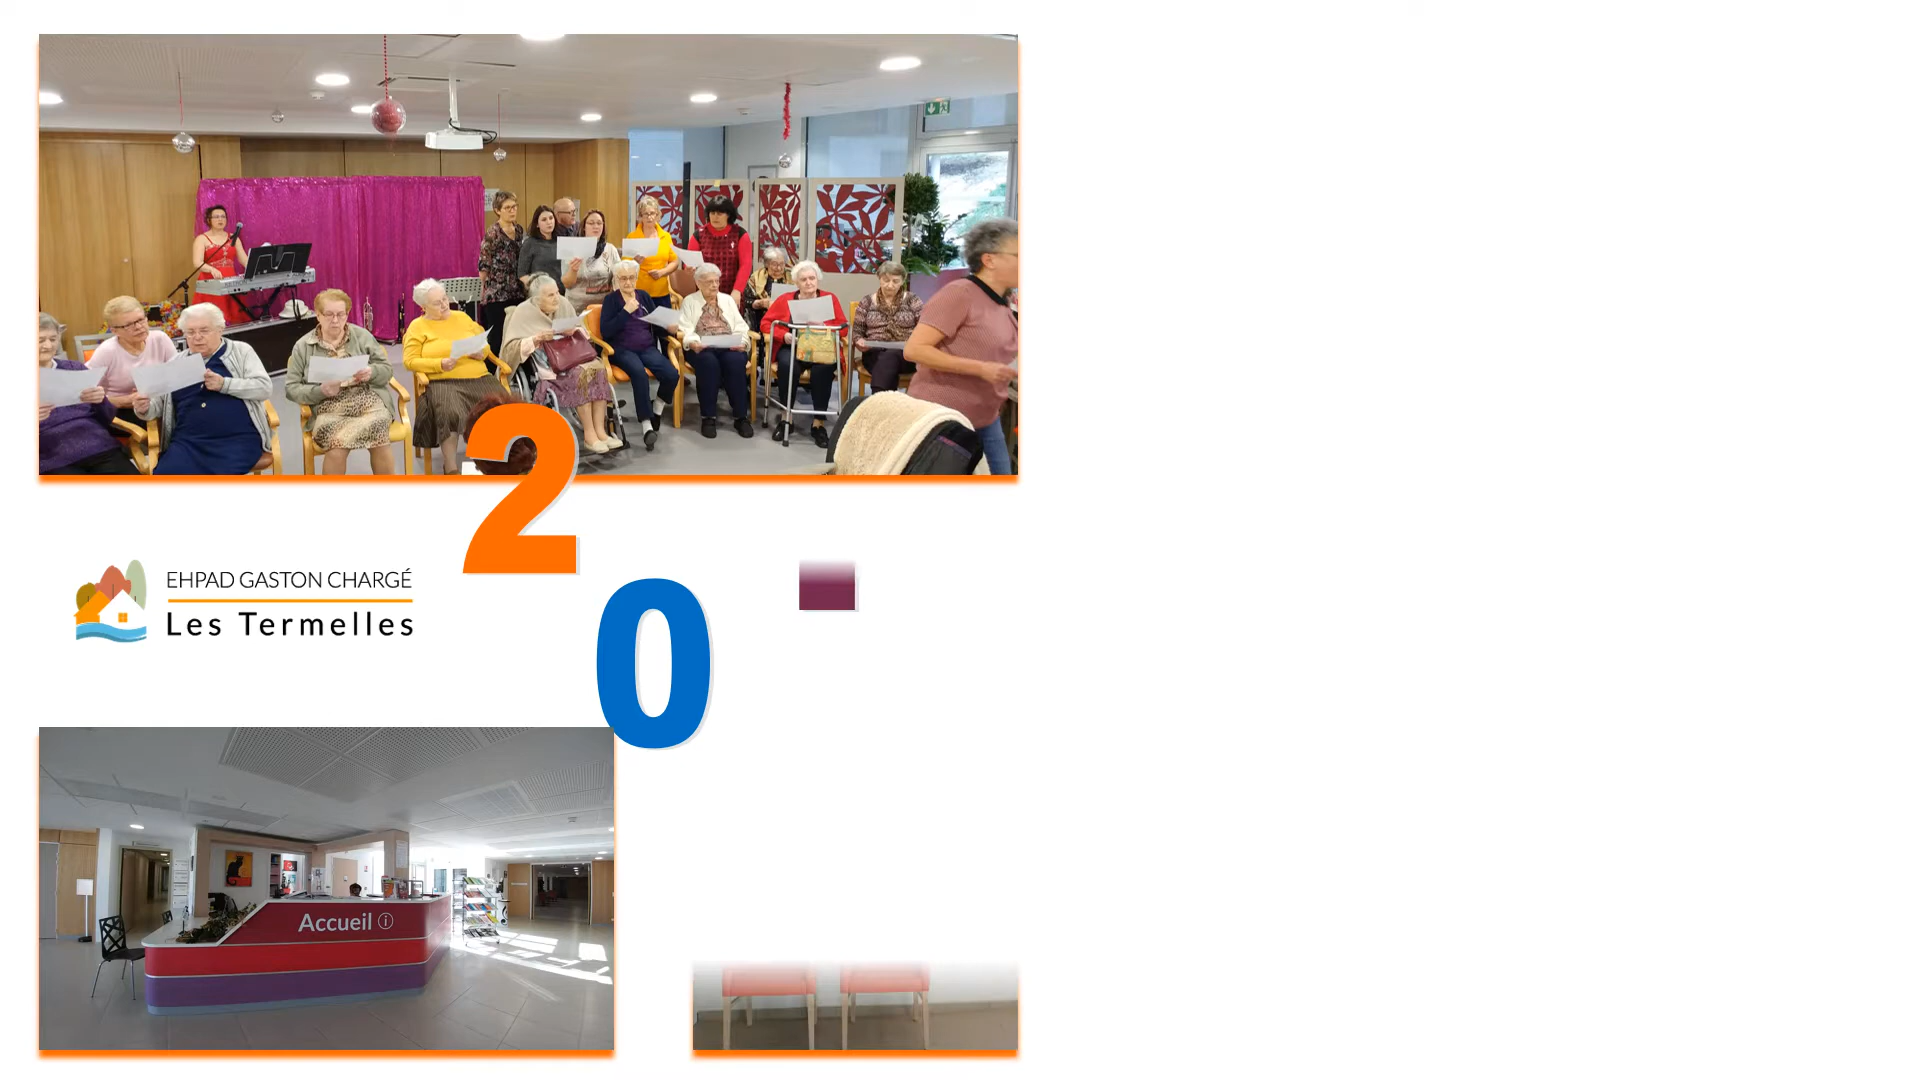 2
EHPAD GASTON CHARGÉ
Les Termelles
0
Accueil i